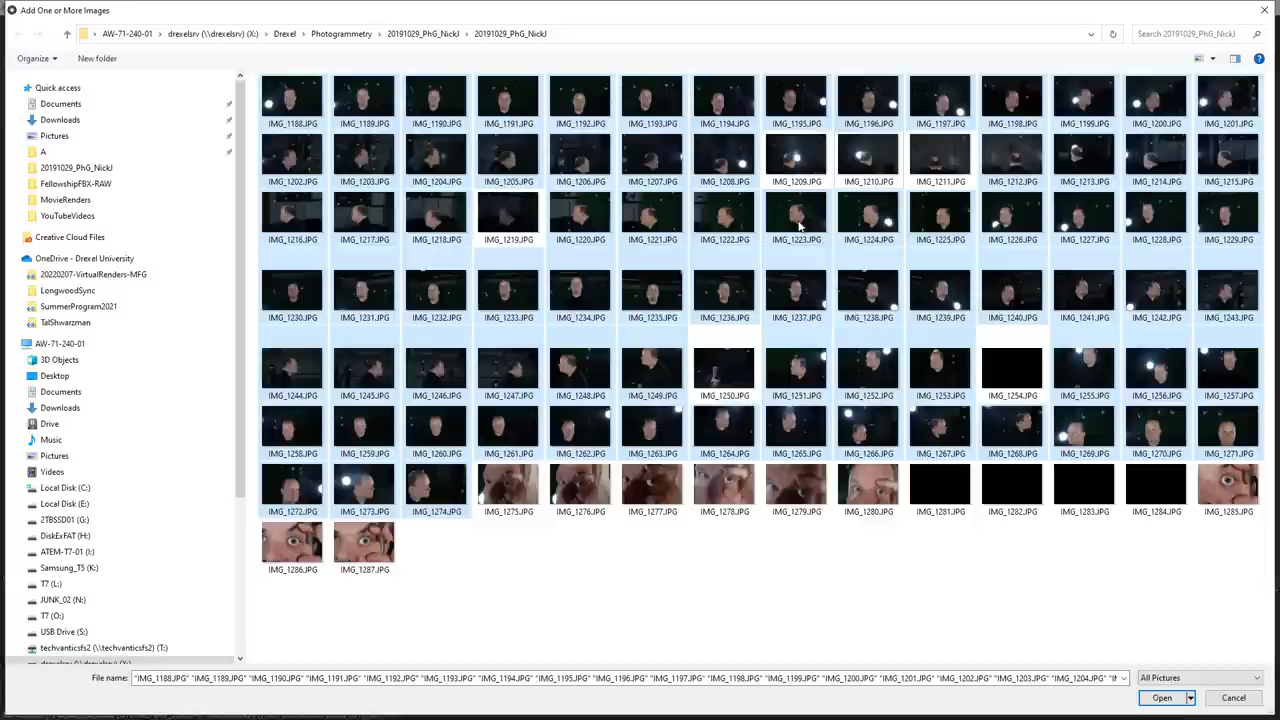 Add One or More Images
AW-71-240-01 > drexelsrv (\\drexelsrv) (X:) > Drexel > Photogrammetry > 20191029_PhG_NickJ > 20191029_PhG_NickJ
Search 20191029_PhG_NickJ
Organize
New folder
Quick access
Documents
Downloads
Pictures
A
20191029_PhG_NickJ
FellowshipFBX-RAW
MovieRenders
YouTubeVideos
Creative Cloud Files
OneDrive - Drexel University
20220207-VirtualRenders-MFG
LongwoodSync
SummerProgram2021
TalShwarzman
AW-71-240-01
3D Objects
Desktop
Documents
Downloads
Drive
Music
Pictures
Videos
Local Disk (C:)
Local Disk (E:)
2TBSSD01 (G:)
DiskExFAT (H:)
ATEM-T7-01 (I:)
Samsung_T5 (K:)
T7 (L:)
JUNK_02 (N:)
T7 (O:)
USB Drive (S:)
techvanticsfs2 (\\techvanticsfs2) (T:)
drexelsrv (\\drexelsrv) (X:)
IMG_1188.JPG IMG_1189.JPG IMG_1190.JPG IMG_1191.JPG IMG_1192.JPG IMG_1193.JPG IMG_1194.JPG IMG_1195.JPG IMG_1196.JPG IMG_1197.JPG IMG_1198.JPG IMG_1199.JPG IMG_1200.JPG IMG_1201.JPG
IMG_1202.JPG IMG_1203.JPG IMG_1204.JPG IMG_1205.JPG IMG_1206.JPG IMG_1207.JPG IMG_1208.JPG IMG_1209.JPG IMG_1210.JPG IMG_1211.JPG IMG_1212.JPG IMG_1213.JPG IMG_1214.JPG IMG_1215.JPG
IMG_1216.JPG IMG_1217.JPG IMG_1218.JPG IMG_1219.JPG IMG_1220.JPG IMG_1221.JPG IMG_1222.JPG IMG_1223.JPG IMG_1224.JPG IMG_1225.JPG IMG_1226.JPG IMG_1227.JPG IMG_1228.JPG IMG_1229.JPG
IMG_1230.JPG IMG_1231.JPG IMG_1232.JPG IMG_1233.JPG IMG_1234.JPG IMG_1235.JPG IMG_1236.JPG IMG_1237.JPG IMG_1238.JPG IMG_1239.JPG IMG_1240.JPG IMG_1241.JPG IMG_1242.JPG IMG_1243.JPG
IMG_1244.JPG IMG_1245.JPG IMG_1246.JPG IMG_1247.JPG IMG_1248.JPG IMG_1249.JPG IMG_1250.JPG IMG_1251.JPG IMG_1252.JPG IMG_1253.JPG IMG_1254.JPG IMG_1255.JPG IMG_1256.JPG IMG_1257.JPG
IMG_1258.JPG IMG_1259.JPG IMG_1260.JPG IMG_1261.JPG IMG_1262.JPG IMG_1263.JPG IMG_1264.JPG IMG_1265.JPG IMG_1266.JPG IMG_1267.JPG IMG_1268.JPG IMG_1269.JPG IMG_1270.JPG IMG_1271.JPG
IMG_1272.JPG IMG_1273.JPG IMG_1274.JPG IMG_1275.JPG IMG_1276.JPG IMG_1277.JPG IMG_1278.JPG IMG_1279.JPG IMG_1280.JPG IMG_1281.JPG IMG_1282.JPG IMG_1283.JPG IMG_1284.JPG IMG_1285.JPG
IMG_1286.JPG IMG_1287.JPG
File name: "IMG_1188.JPG" "IMG_1189.JPG" "IMG_1190.JPG" "IMG_1191.JPG" "IMG_1192.JPG" "IMG_1193.JPG" "IMG_1194.JPG" "IMG_1195.JPG" "IMG_1196.JPG" "IMG_1197.JPG" "IMG_1198.JPG" "IMG_1199.JPG" "IMG_1200.JPG" "IMG_1201.JPG" "IMG_1202.JPG" "IMG_1203.JPG" "IMG_1204.JPG"
All Pictures
Open
Cancel